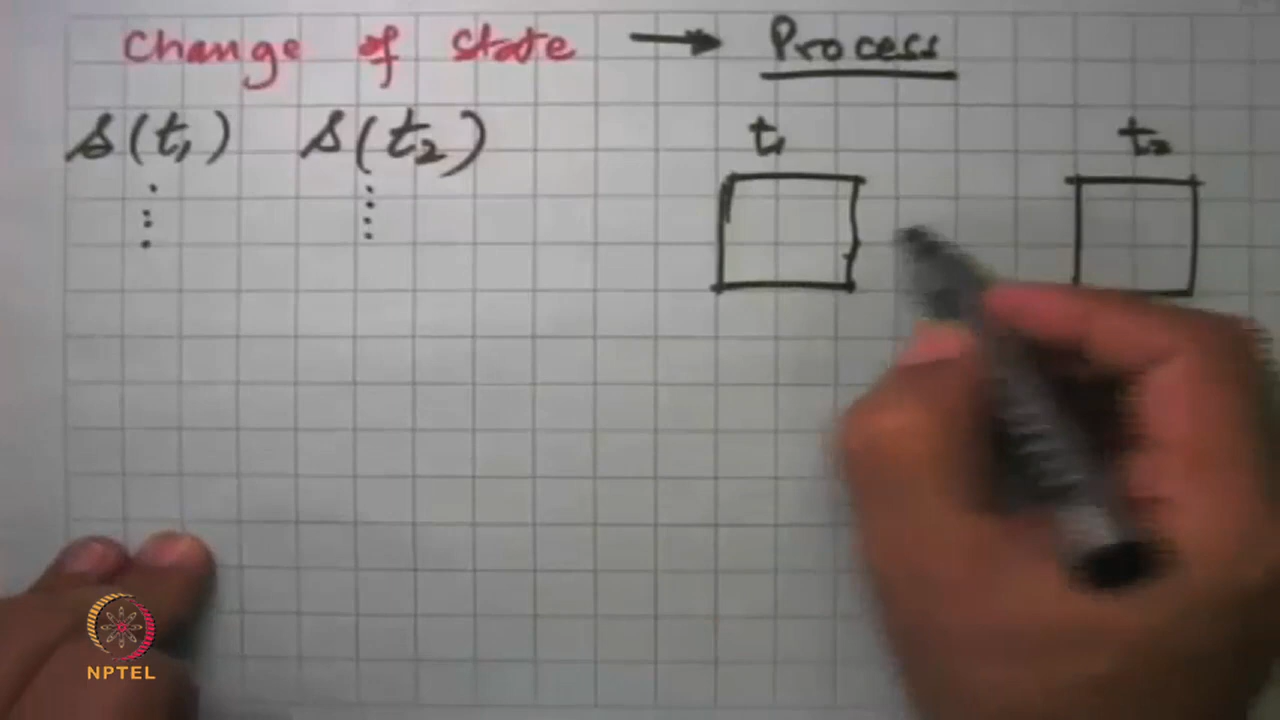 Change of state → Process
s(t₁) s(t₂) t₁ t₂
NPTEL